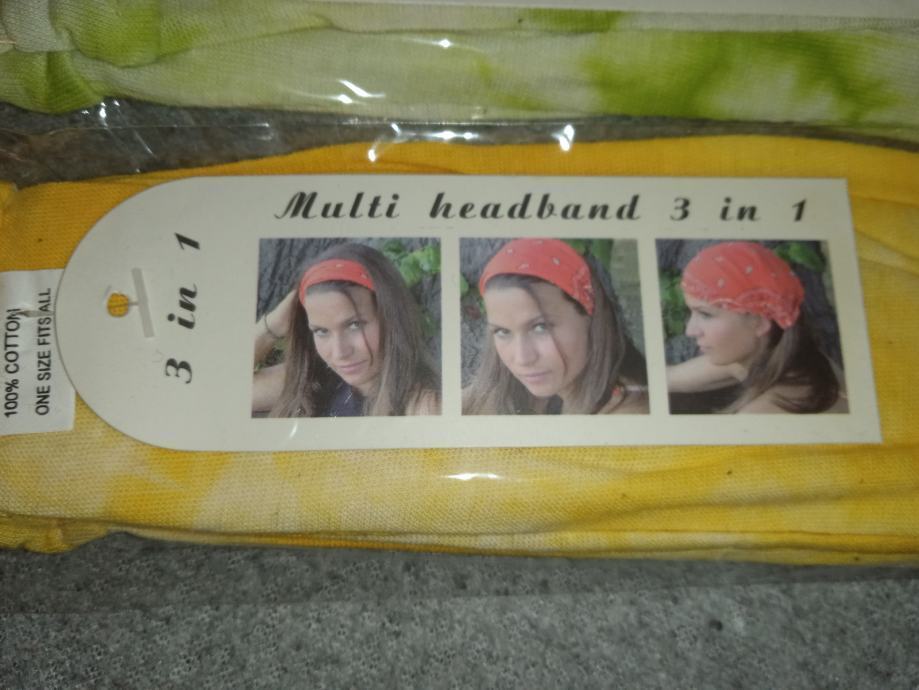 Multi headband 3 in 1
3 in 1
100% COTTON
ONE SIZE FITS ALL